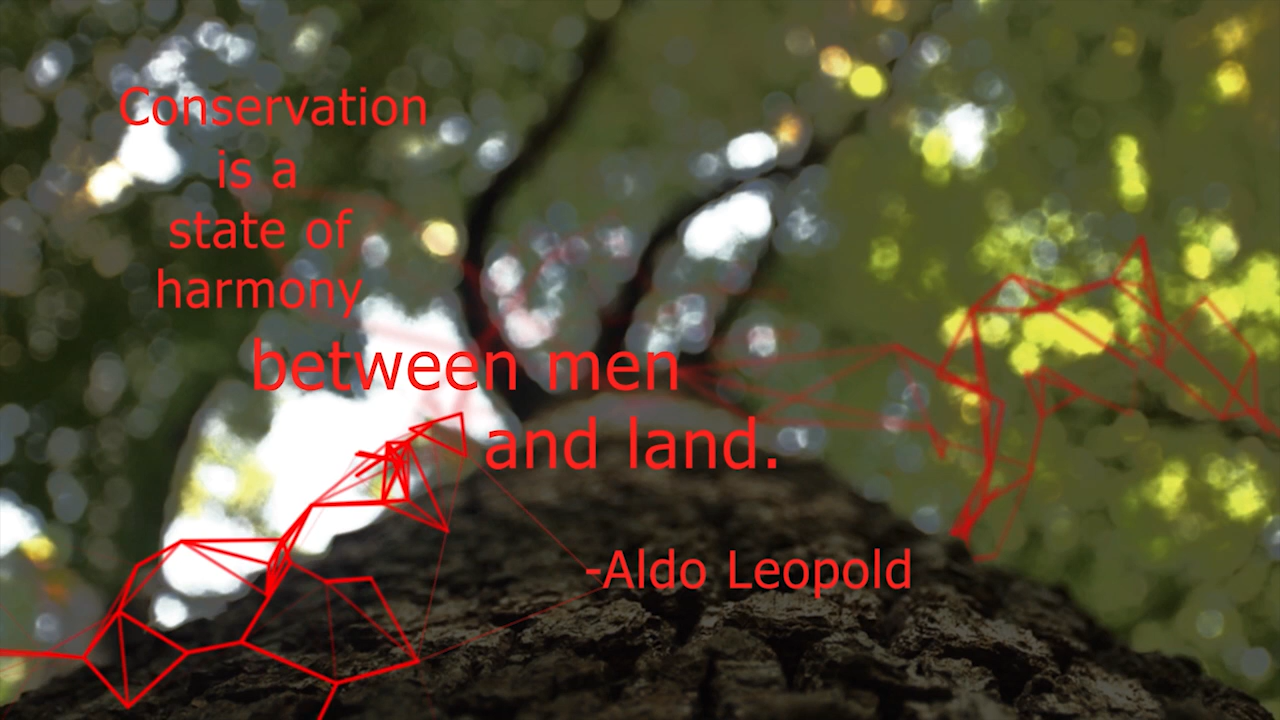 Conservation
is a
state of
harmony
between men
and land.
-Aldo Leopold